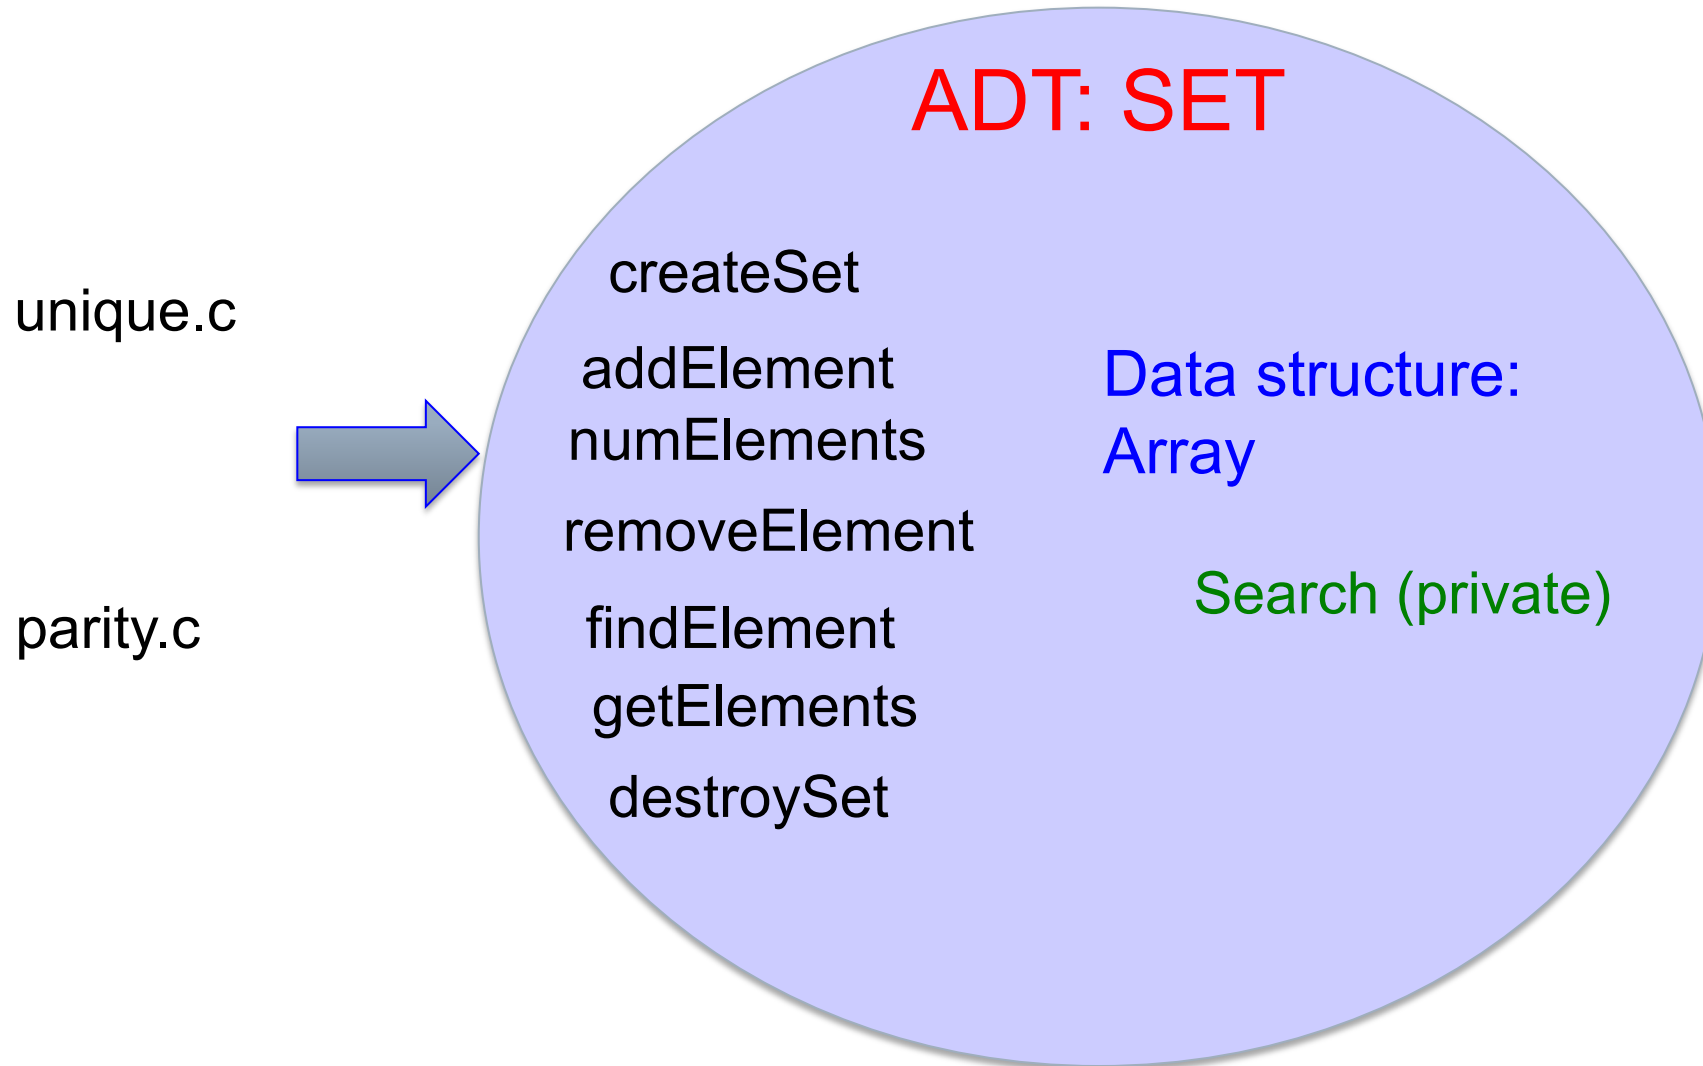 ADT: SET
unique.c
parity.c
createSet
addElement
numElements
removeElement
findElement
getElements
destroySet
Data structure:
Array
Search (private)